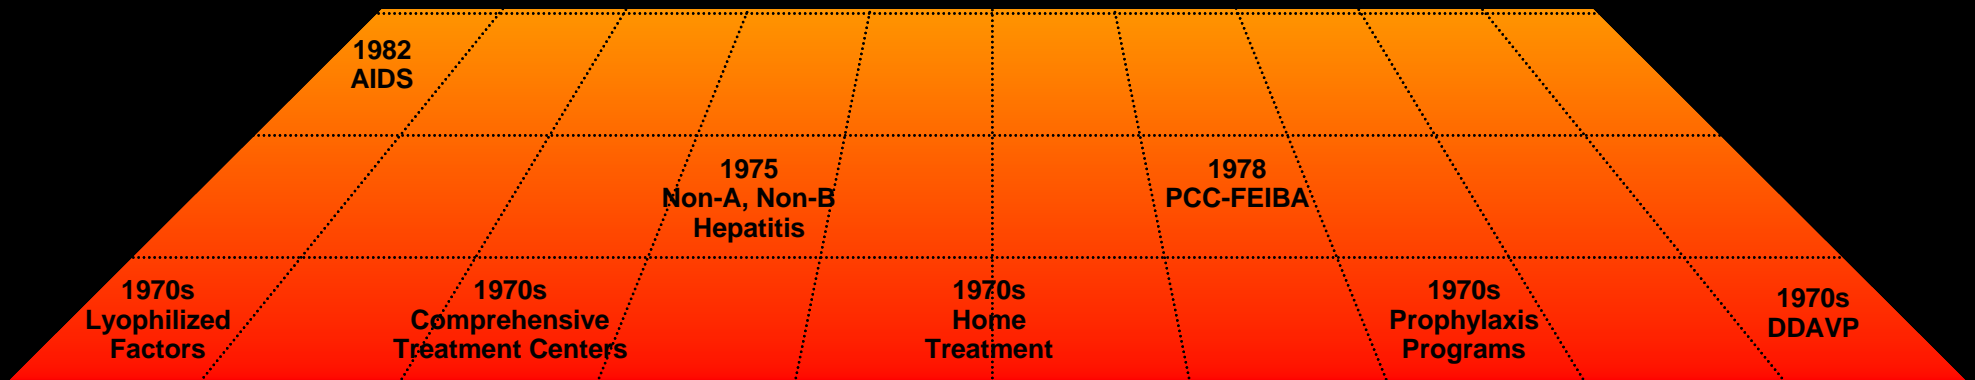 1982
AIDS
1975
Non-A, Non-B
Hepatitis
1978
PCC-FEIBA
1970s
Lyophilized
Factors
1970s
Comprehensive
Treatment Centers
1970s
Home
Treatment
1970s
Prophylaxis
Programs
1970s
DDAVP